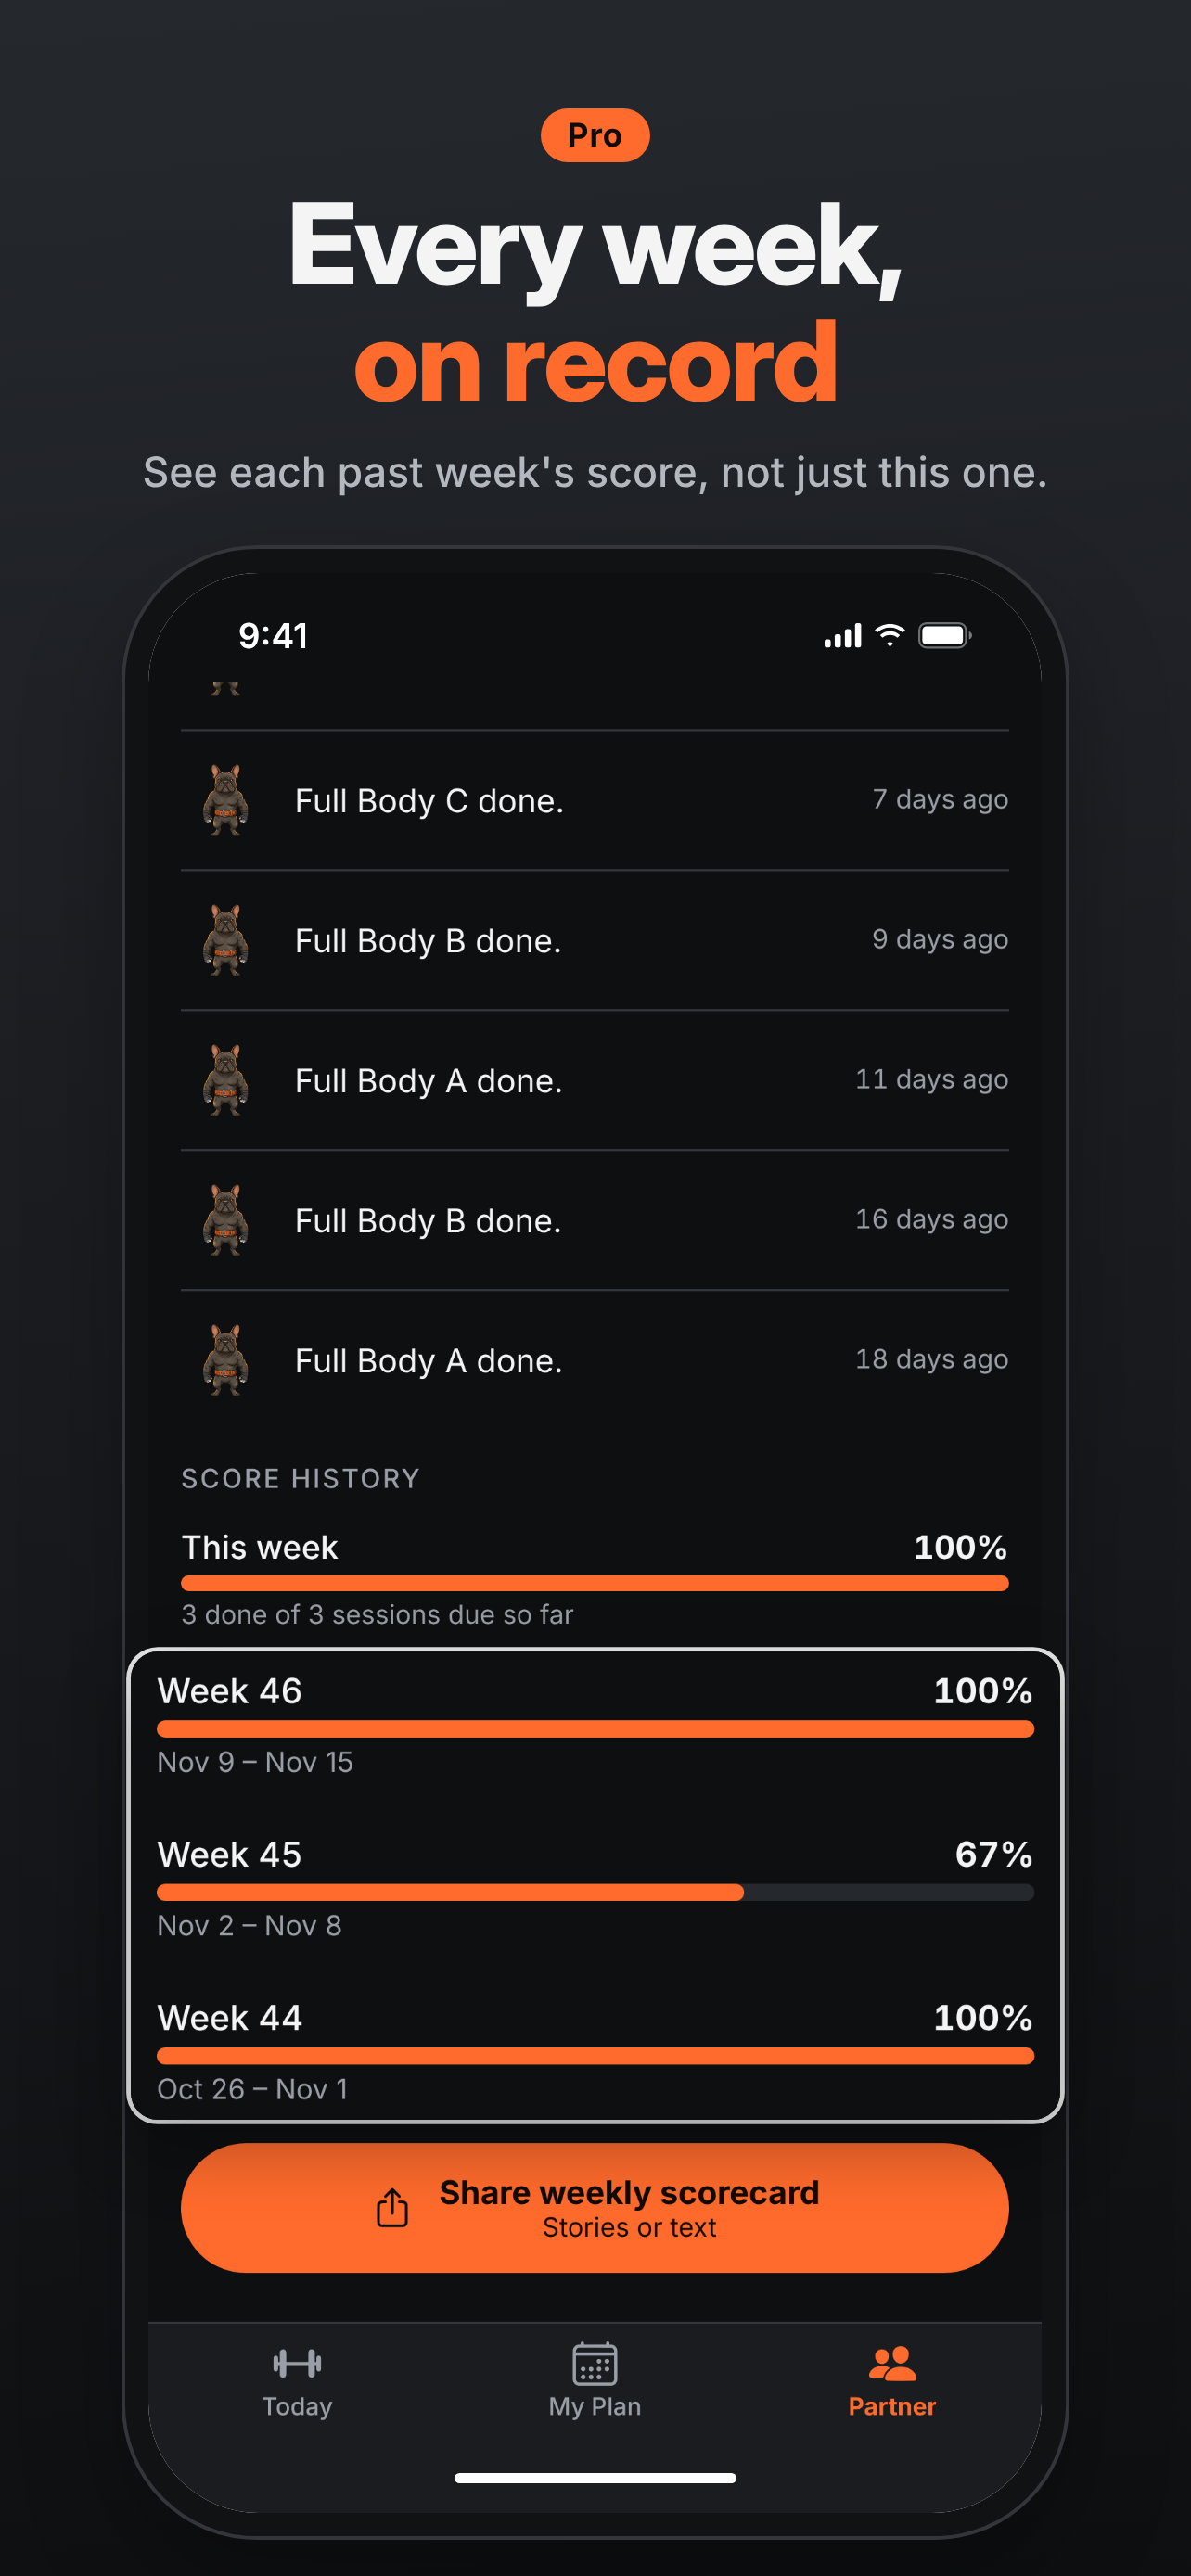 Pro
Every week,
on record
See each past week's score, not just this one.
9:41
Full Body C done.
7 days ago
Full Body B done.
9 days ago
Full Body A done.
11 days ago
Full Body B done.
16 days ago
Full Body A done.
18 days ago
SCORE HISTORY
This week
100%
3 done of 3 sessions due so far
Week 46
100%
Nov 9 – Nov 15
Week 45
67%
Nov 2 – Nov 8
Week 44
100%
Oct 26 – Nov 1
Share weekly scorecard
Stories or text
Today
My Plan
Partner